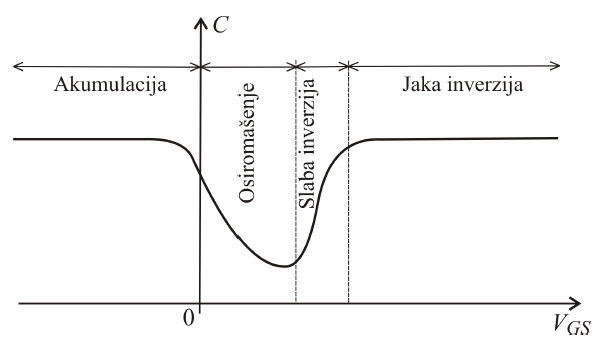 C
Akumulacija
Osiromašenje
Slaba inverzija
Jaka inverzija
0
V_GS